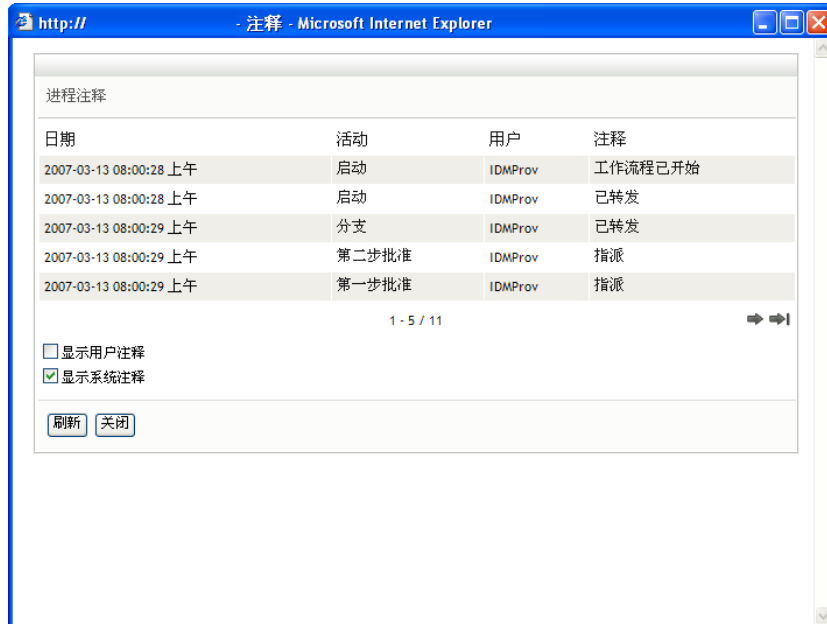 http:// - 注释 - Microsoft Internet Explorer
进程注释
日期 活动 用户 注释
2007-03-13 08:00:28 上午 启动 IDMProv 工作流程已开始
2007-03-13 08:00:28 上午 启动 IDMProv 已转发
2007-03-13 08:00:29 上午 分支 IDMProv 已转发
2007-03-13 08:00:29 上午 第二步批准 IDMProv 指派
2007-03-13 08:00:29 上午 第一步批准 IDMProv 指派
1 - 5 / 11
显示用户注释
显示系统注释
刷新 关闭